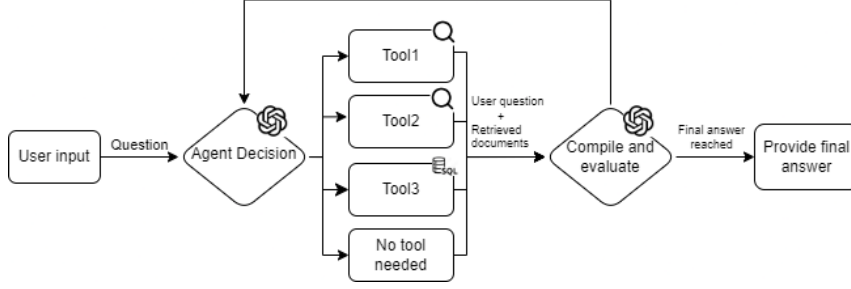 User input
Question
Agent Decision
Tool1
Tool2
Tool3
SQL
No tool
needed
User question
+
Retrieved
documents
Compile and
evaluate
Final answer
reached
Provide final
answer